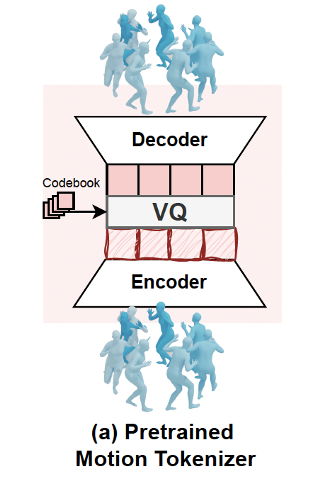 Decoder
Codebook
VQ
Encoder
(a) Pretrained
Motion Tokenizer